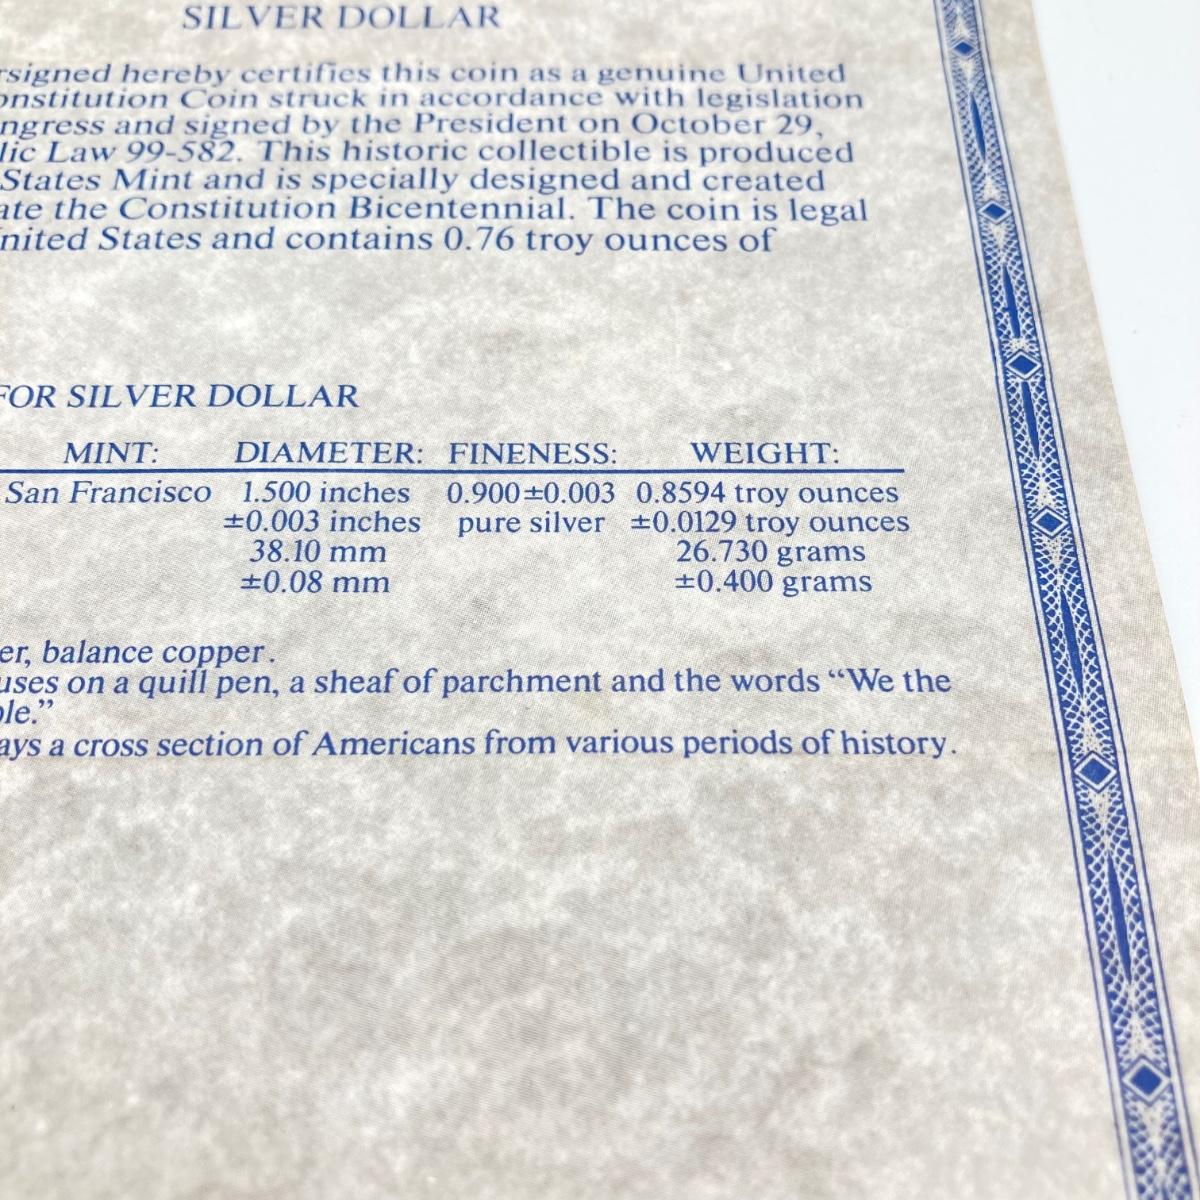 SILVER DOLLAR
rsigned hereby certifies this coin as a genuine United
onstitution Coin struck in accordance with legislation
ngress and signed by the President on October 29,
lic Law 99-582. This historic collectible is produced
States Mint and is specially designed and created
ate the Constitution Bicentennial. The coin is legal
nited States and contains 0.76 troy ounces of
FOR SILVER DOLLAR
MINT: DIAMETER: FINENESS: WEIGHT:
San Francisco 1.500 inches 0.900±0.003 0.8594 troy ounces
±0.003 inches pure silver ±0.0129 troy ounces
38.10 mm 26.730 grams
±0.08 mm ±0.400 grams
er, balance copper.
uses on a quill pen, a sheaf of parchment and the words “We the
ple.”
ays a cross section of Americans from various periods of history.